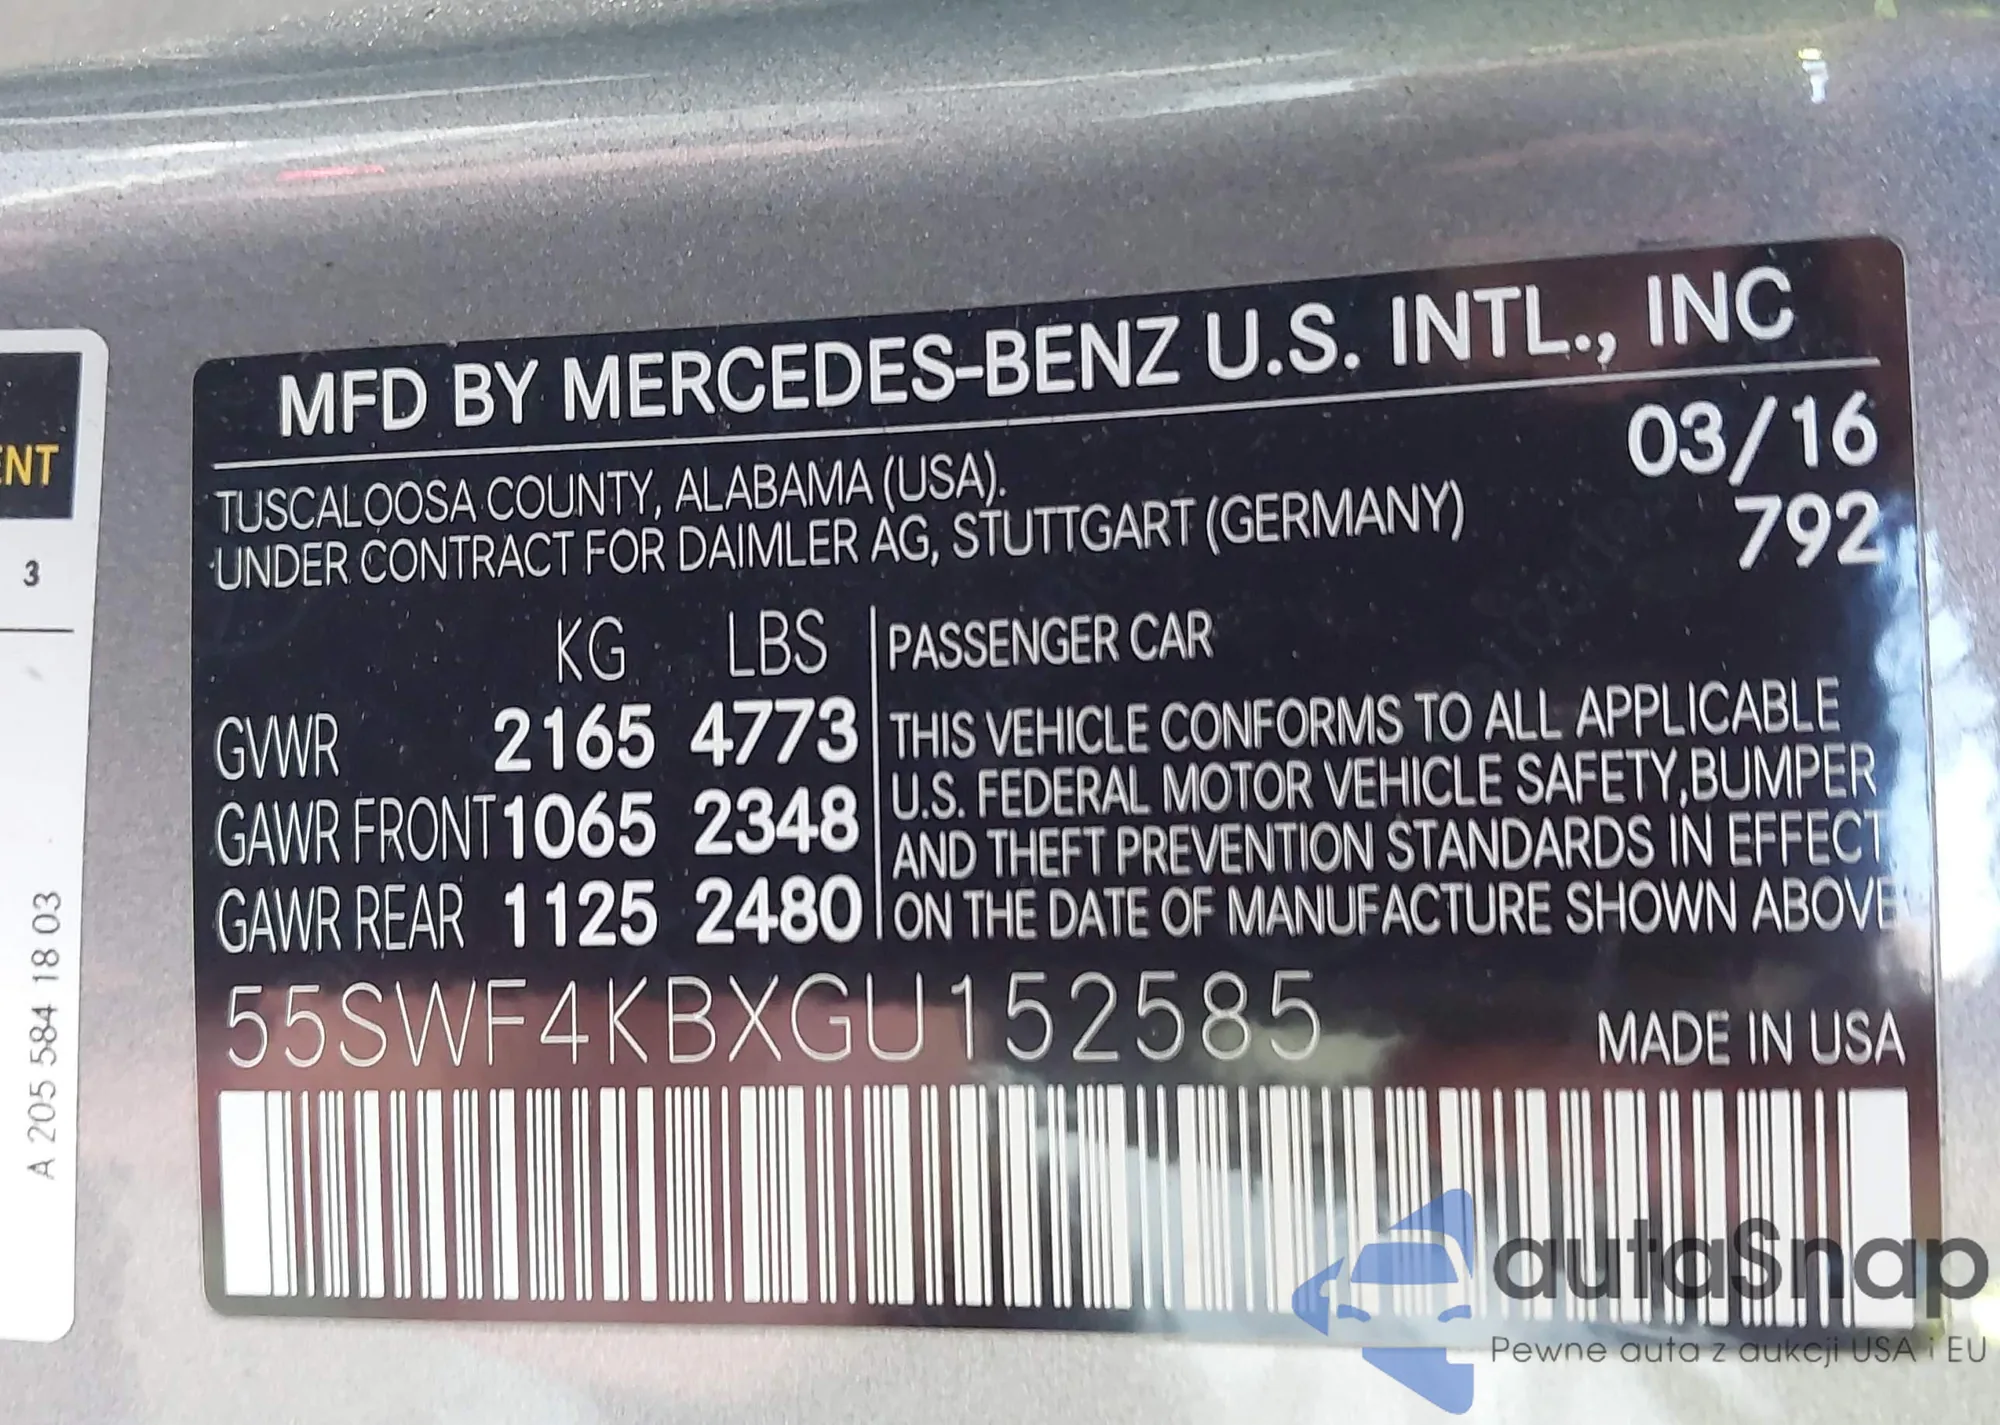 MFD BY MERCEDES-BENZ U.S. INTL., INC
03/16
TUSCALOOSA COUNTY, ALABAMA (USA).
UNDER CONTRACT FOR DAIMLER AG, STUTTGART (GERMANY)
792
KG LBS
GVWR 2165 4773
GAWR FRONT 1065 2348
GAWR REAR 1125 2480
PASSENGER CAR
THIS VEHICLE CONFORMS TO ALL APPLICABLE
U.S. FEDERAL MOTOR VEHICLE SAFETY, BUMPER
AND THEFT PREVENTION STANDARDS IN EFFECT
ON THE DATE OF MANUFACTURE SHOWN ABOVE
55SWF4KBXGU152585
MADE IN USA
3
A 205 584 18 03
autaSnap
Pewne auta z aukcji USA i EU